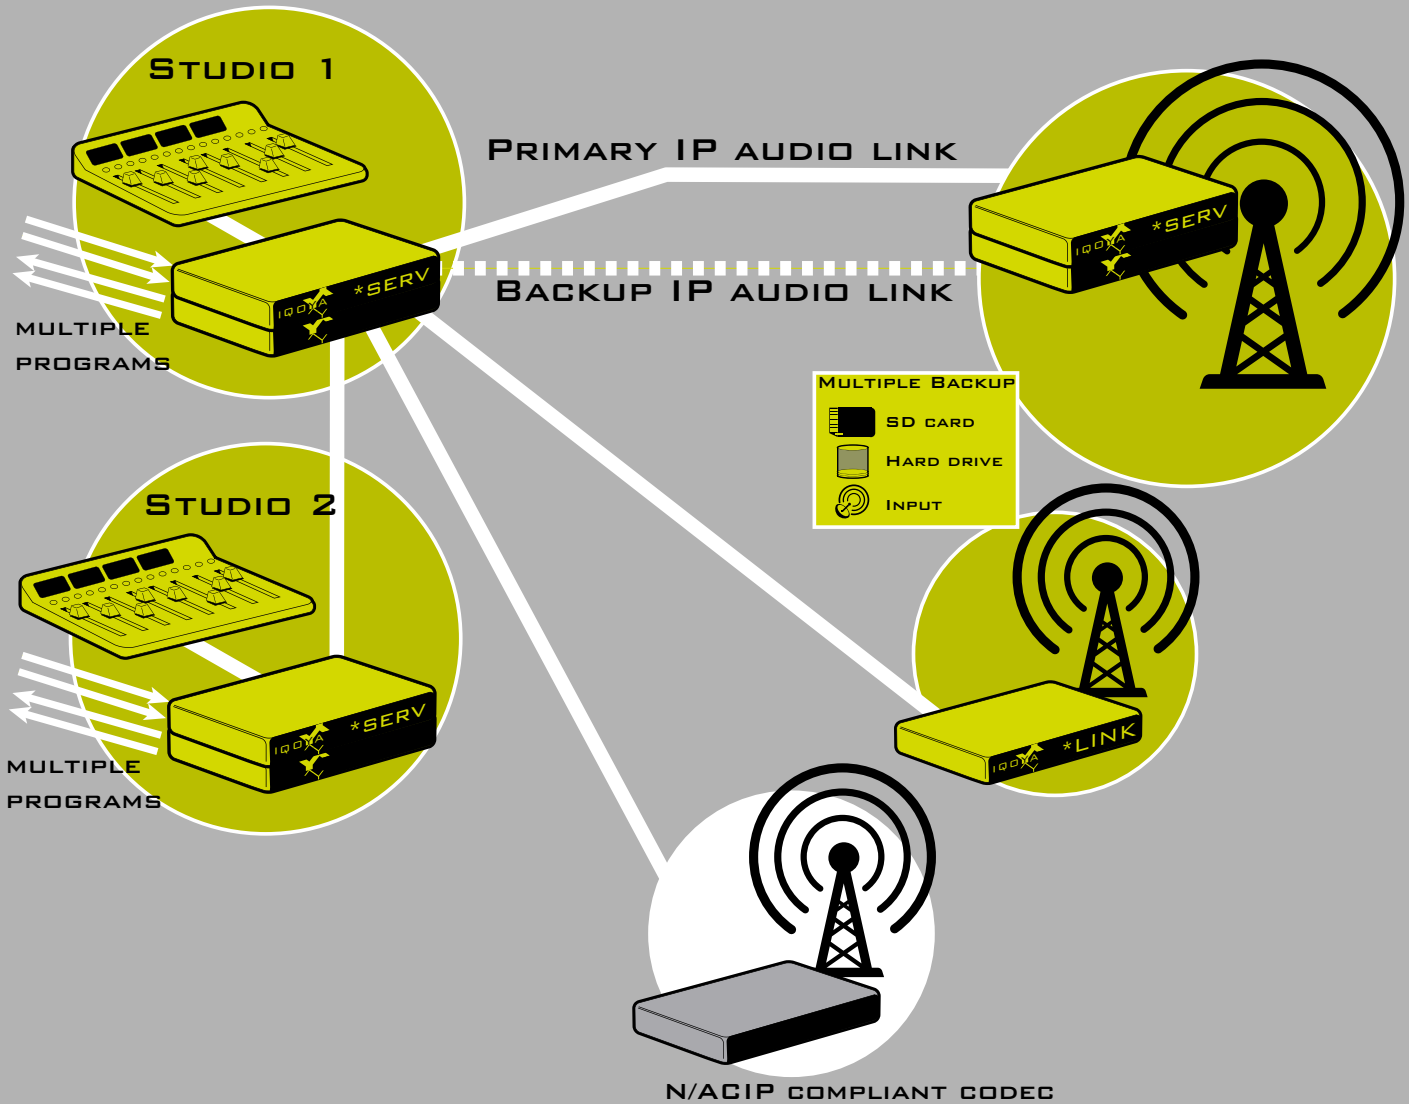 STUDIO 1
PRIMARY IP AUDIO LINK
*SERV
IQOYA
*SERV
IQOYA
BACKUP IP AUDIO LINK
MULTIPLE
PROGRAMS
MULTIPLE BACKUP
SD CARD
HARD DRIVE
INPUT
STUDIO 2
*SERV
IQOYA
*LINK
IQOYA
MULTIPLE
PROGRAMS
N/ACIP COMPLIANT CODEC